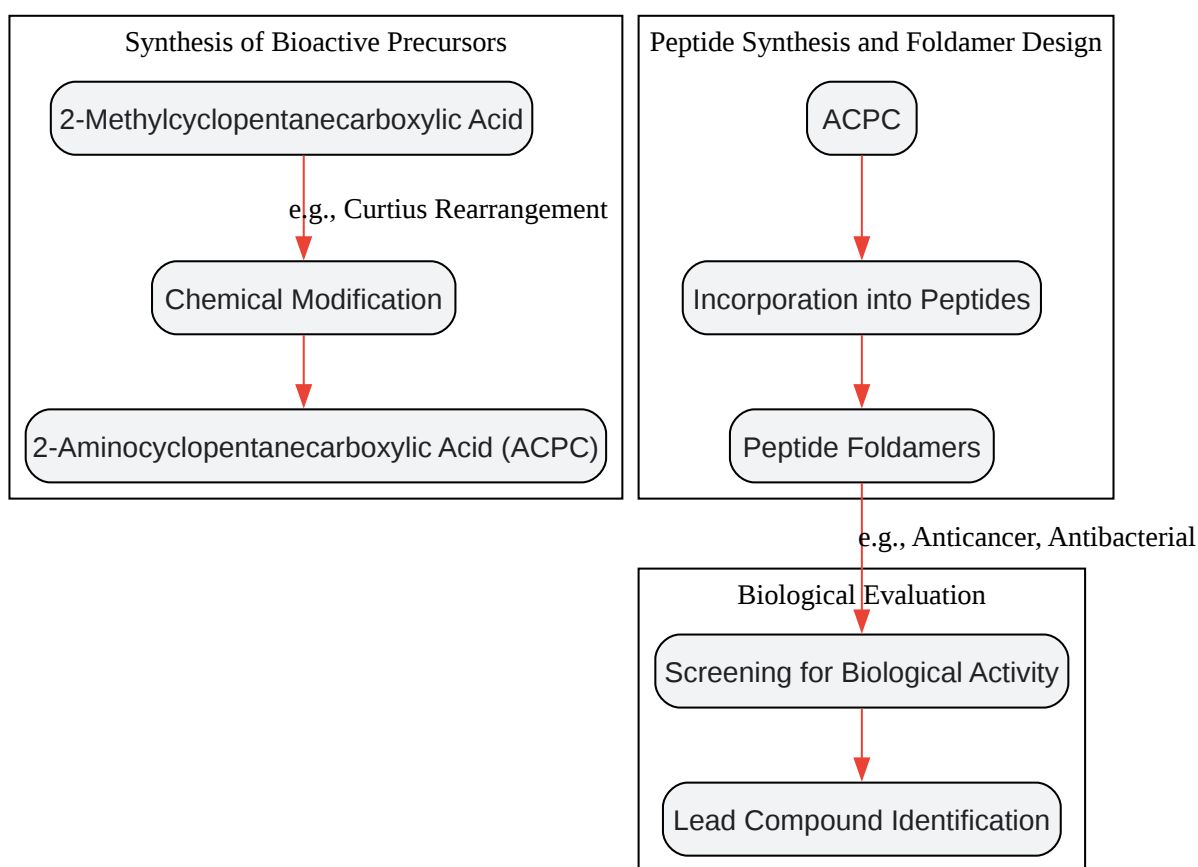 Synthesis of Bioactive Precursors
2-Methylcyclopentanecarboxylic Acid
e.g., Curtius Rearrangement
Chemical Modification
2-Aminocyclopentanecarboxylic Acid (ACPC)
Peptide Synthesis and Foldamer Design
ACPC
Incorporation into Peptides
Peptide Foldamers
e.g., Anticancer, Antibacterial
Biological Evaluation
Screening for Biological Activity
Lead Compound Identification